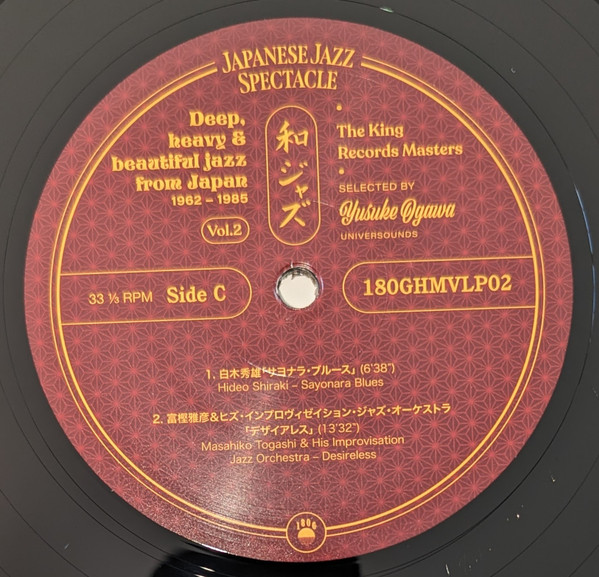 JAPANESE JAZZ
SPECTACLE
Deep,
heavy &
beautiful jazz
from Japan
1962 – 1985
Vol.2
和ジャズ
The King
Records Masters
SELECTED BY
Yusuke Ogawa
UNIVERSOUNDS
33 ⅓ RPM Side C
180GHMVLP02
1. 白木秀雄「サヨナラ・ブルース」 (6'38")
Hideo Shiraki – Sayonara Blues
2. 富樫雅彦&ヒズ・インプロヴィゼイション・ジャズ・オーケストラ
「デザイアレス」 (13'32")
Masahiko Togashi & His Improvisation
Jazz Orchestra – Desireless
180G